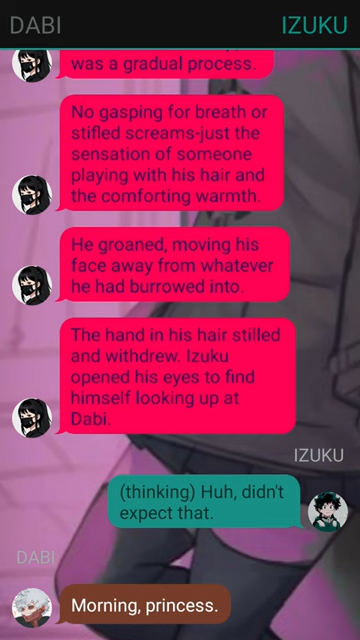 DABI
IZUKU
was a gradual process.
No gasping for breath or
stifled screams-just the
sensation of someone
playing with his hair and
the comforting warmth.
He groaned, moving his
face away from whatever
he had burrowed into.
The hand in his hair stilled
and withdrew. Izuku
opened his eyes to find
himself looking up at
Dabi.
IZUKU
(thinking) Huh, didn't
expect that.
DABI
Morning, princess.